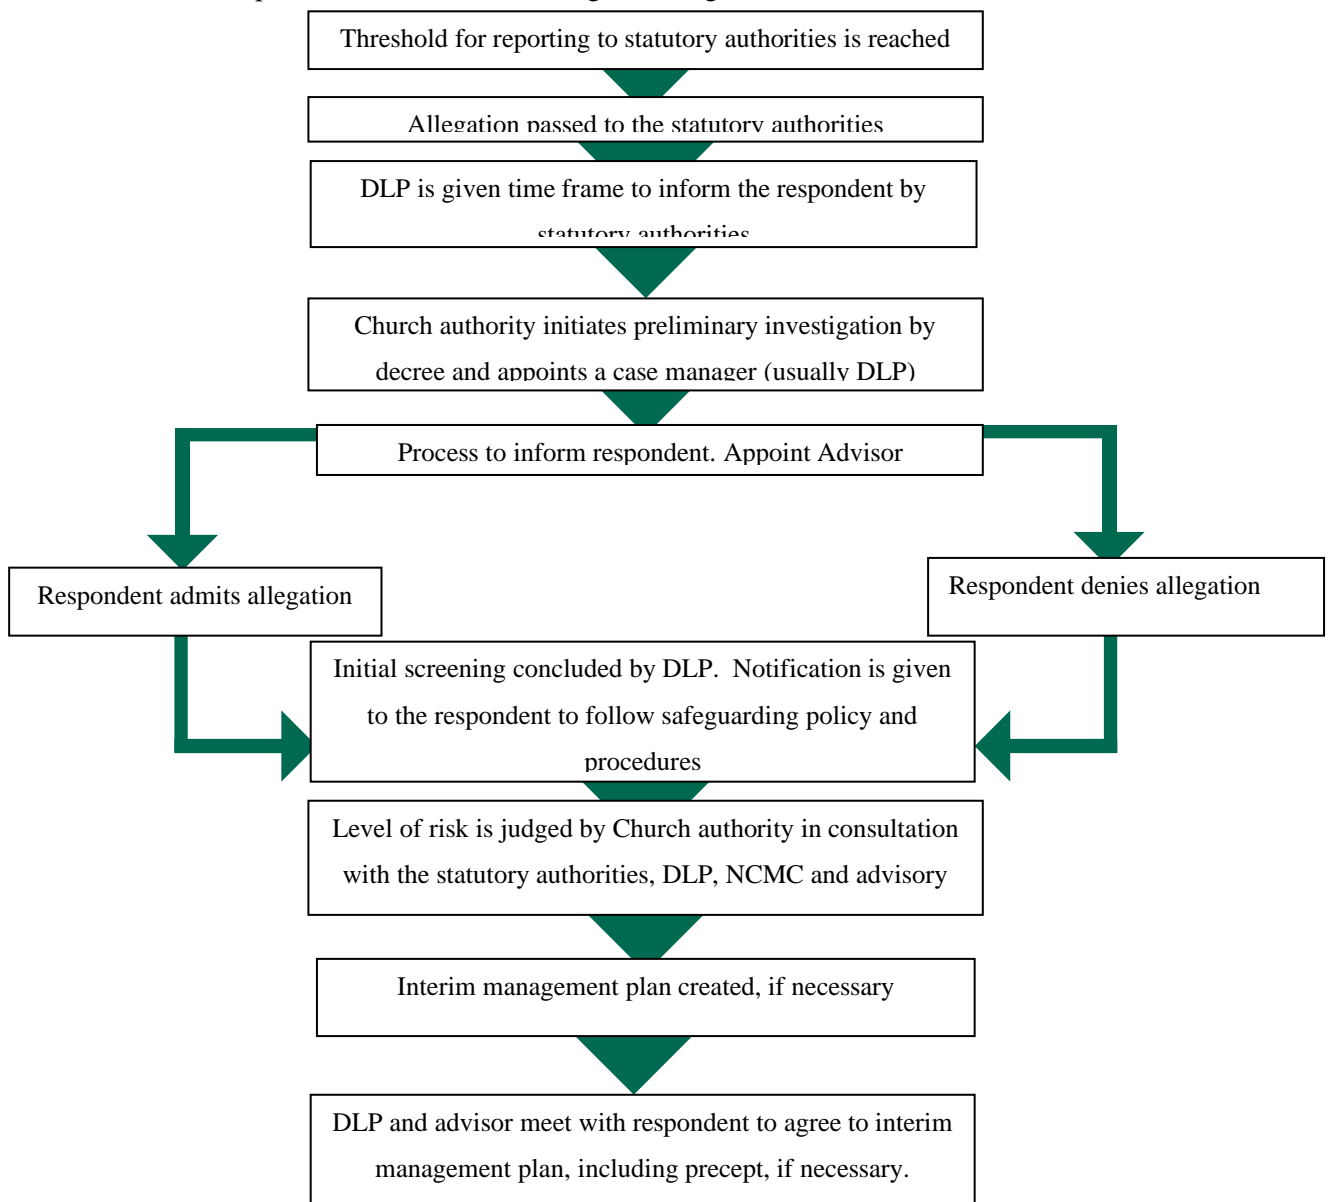 Threshold for reporting to statutory authorities is reached
Allegation passed to the statutory authorities
DLP is given time frame to inform the respondent by
statutory authorities
Church authority initiates preliminary investigation by
decree and appoints a case manager (usually DLP)
Process to inform respondent. Appoint Advisor
Respondent admits allegation
Respondent denies allegation
Initial screening concluded by DLP.  Notification is given
to the respondent to follow safeguarding policy and
procedures
Level of risk is judged by Church authority in consultation
with the statutory authorities, DLP, NCMC and advisory
Interim management plan created, if necessary
DLP and advisor meet with respondent to agree to interim
management plan, including precept, if necessary.